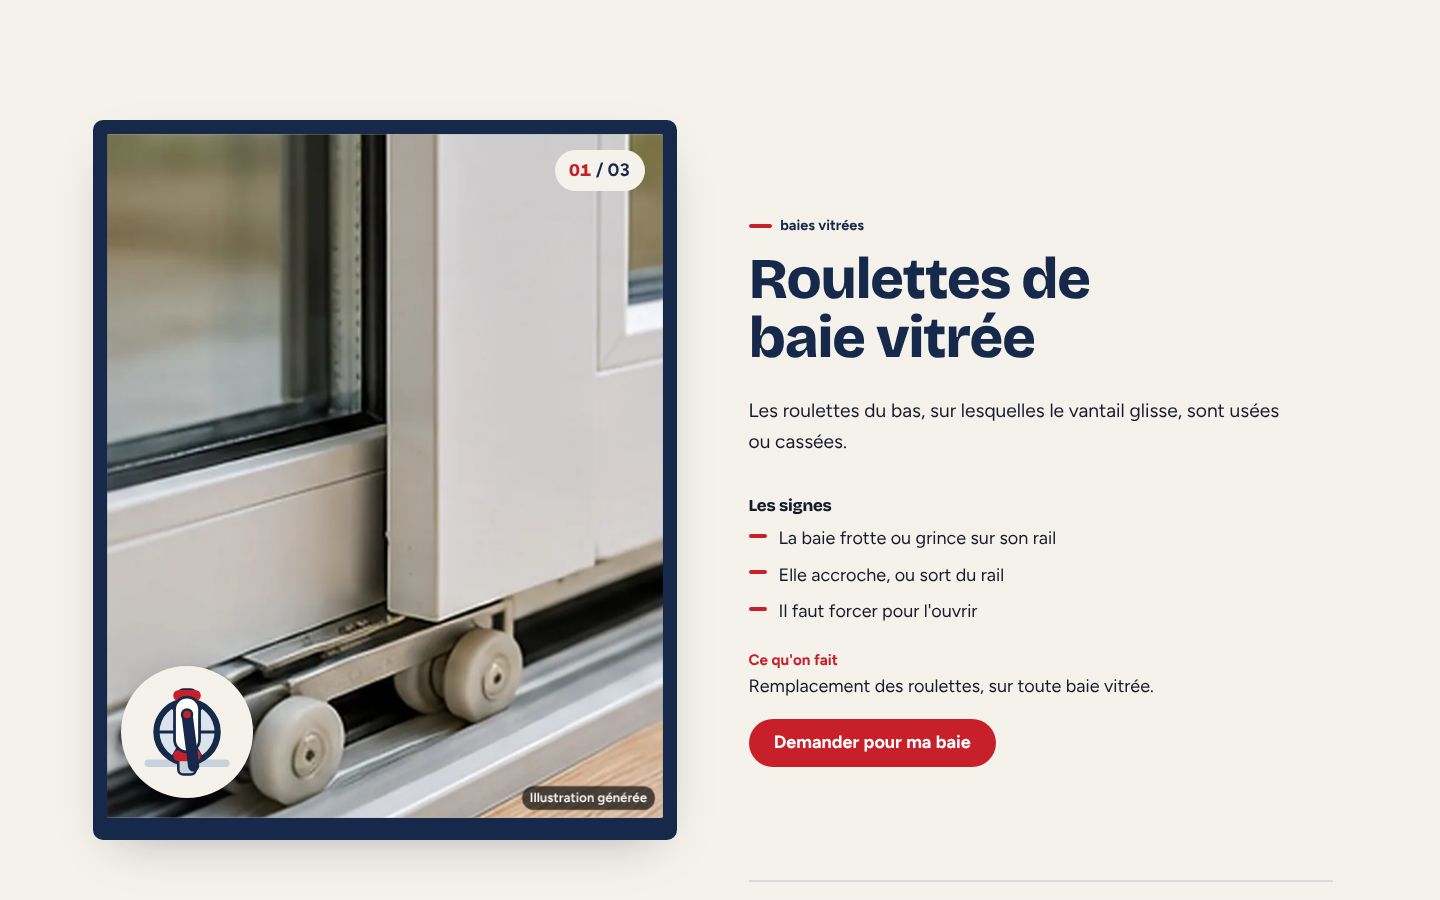 01 / 03
Illustration générée
baies vitrées
Roulettes de
baie vitrée
Les roulettes du bas, sur lesquelles le vantail glisse, sont usées
ou cassées.
Les signes
La baie frotte ou grince sur son rail
Elle accroche, ou sort du rail
Il faut forcer pour l'ouvrir
Ce qu'on fait
Remplacement des roulettes, sur toute baie vitrée.
Demander pour ma baie